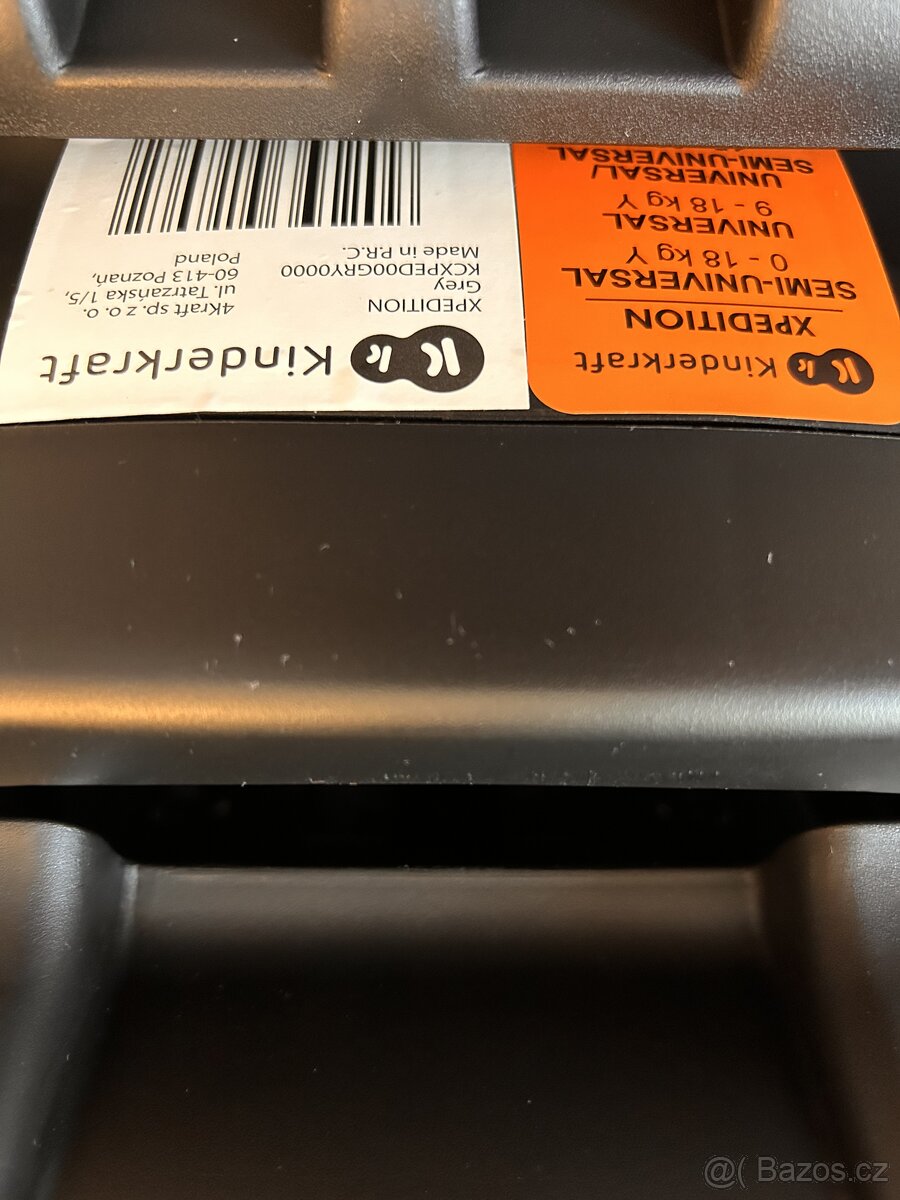 Kinderkraft
XPEDITION
Grey
KCXPED00GRY0000
Made in P.R.C.
4Kraft sp. z o. o.
ul. Tatrzańska 1/5,
60-413 Poznań,
Poland
Kinderkraft
XPEDITION
SEMI-UNIVERSAL
0 - 18 kg Y
UNIVERSAL
9 - 18 kg Y
UNIVERSAL/
SEMI-UNIVERSAL
@( Bazos.cz